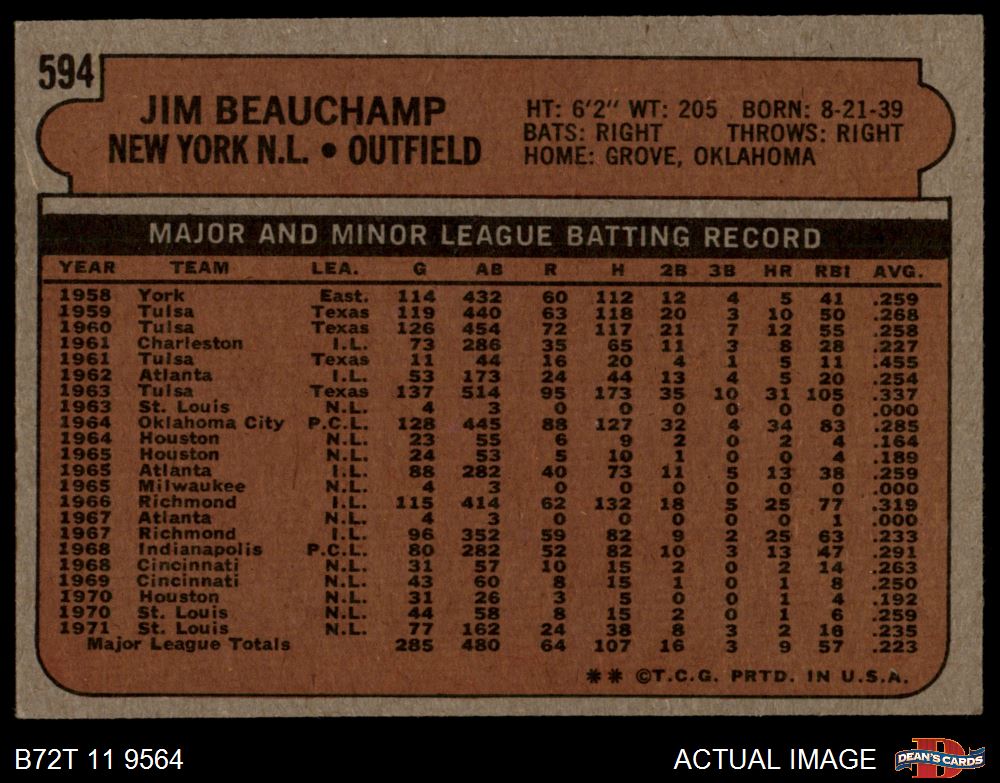 594
JIM BEAUCHAMP
NEW YORK N.L. • OUTFIELD
HT: 6'2" WT: 205 BORN: 8-21-39
BATS: RIGHT THROWS: RIGHT
HOME: GROVE, OKLAHOMA
MAJOR AND MINOR LEAGUE BATTING RECORD
YEAR TEAM LEA. G AB R H 2B 3B HR RBI AVG.
1958 York East. 114 432 60 112 12 4 5 41 .259
1959 Tulsa Texas 119 440 63 118 20 3 10 50 .268
1960 Tulsa Texas 126 454 72 117 21 7 12 55 .258
1961 Charleston I.L. 73 286 35 65 11 3 8 28 .227
1961 Tulsa Texas 11 44 16 20 4 1 5 11 .455
1962 Atlanta I.L. 53 173 24 44 13 4 5 20 .254
1963 Tulsa Texas 137 514 95 173 35 10 31 105 .337
1963 St. Louis N.L. 4 3 0 0 0 0 0 0 .000
1964 Oklahoma City P.C.L. 128 445 88 127 32 4 34 83 .285
1964 Houston N.L. 23 55 6 9 2 0 2 4 .164
1965 Houston N.L. 24 53 5 10 1 0 0 4 .189
1965 Atlanta I.L. 88 282 40 73 11 5 13 38 .259
1965 Milwaukee N.L. 4 3 0 0 0 0 0 0 .000
1966 Richmond I.L. 115 414 62 132 18 5 25 77 .319
1967 Atlanta N.L. 4 3 0 0 0 0 0 1 .000
1967 Richmond I.L. 96 352 59 82 9 2 25 63 .233
1968 Indianapolis P.C.L. 80 282 52 82 10 3 13 47 .291
1968 Cincinnati N.L. 31 57 10 15 2 0 2 14 .263
1969 Cincinnati N.L. 43 60 8 15 1 0 1 8 .250
1970 Houston N.L. 31 26 3 5 0 0 1 4 .192
1970 St. Louis N.L. 44 58 8 15 2 0 1 6 .259
1971 St. Louis N.L. 77 162 24 38 8 3 2 16 .235
Major League Totals 285 480 64 107 16 3 9 57 .223
** ©T.C.G. PRTD. IN U.S.A.
B72T 11 9564
ACTUAL IMAGE
DEAN'S CARDS